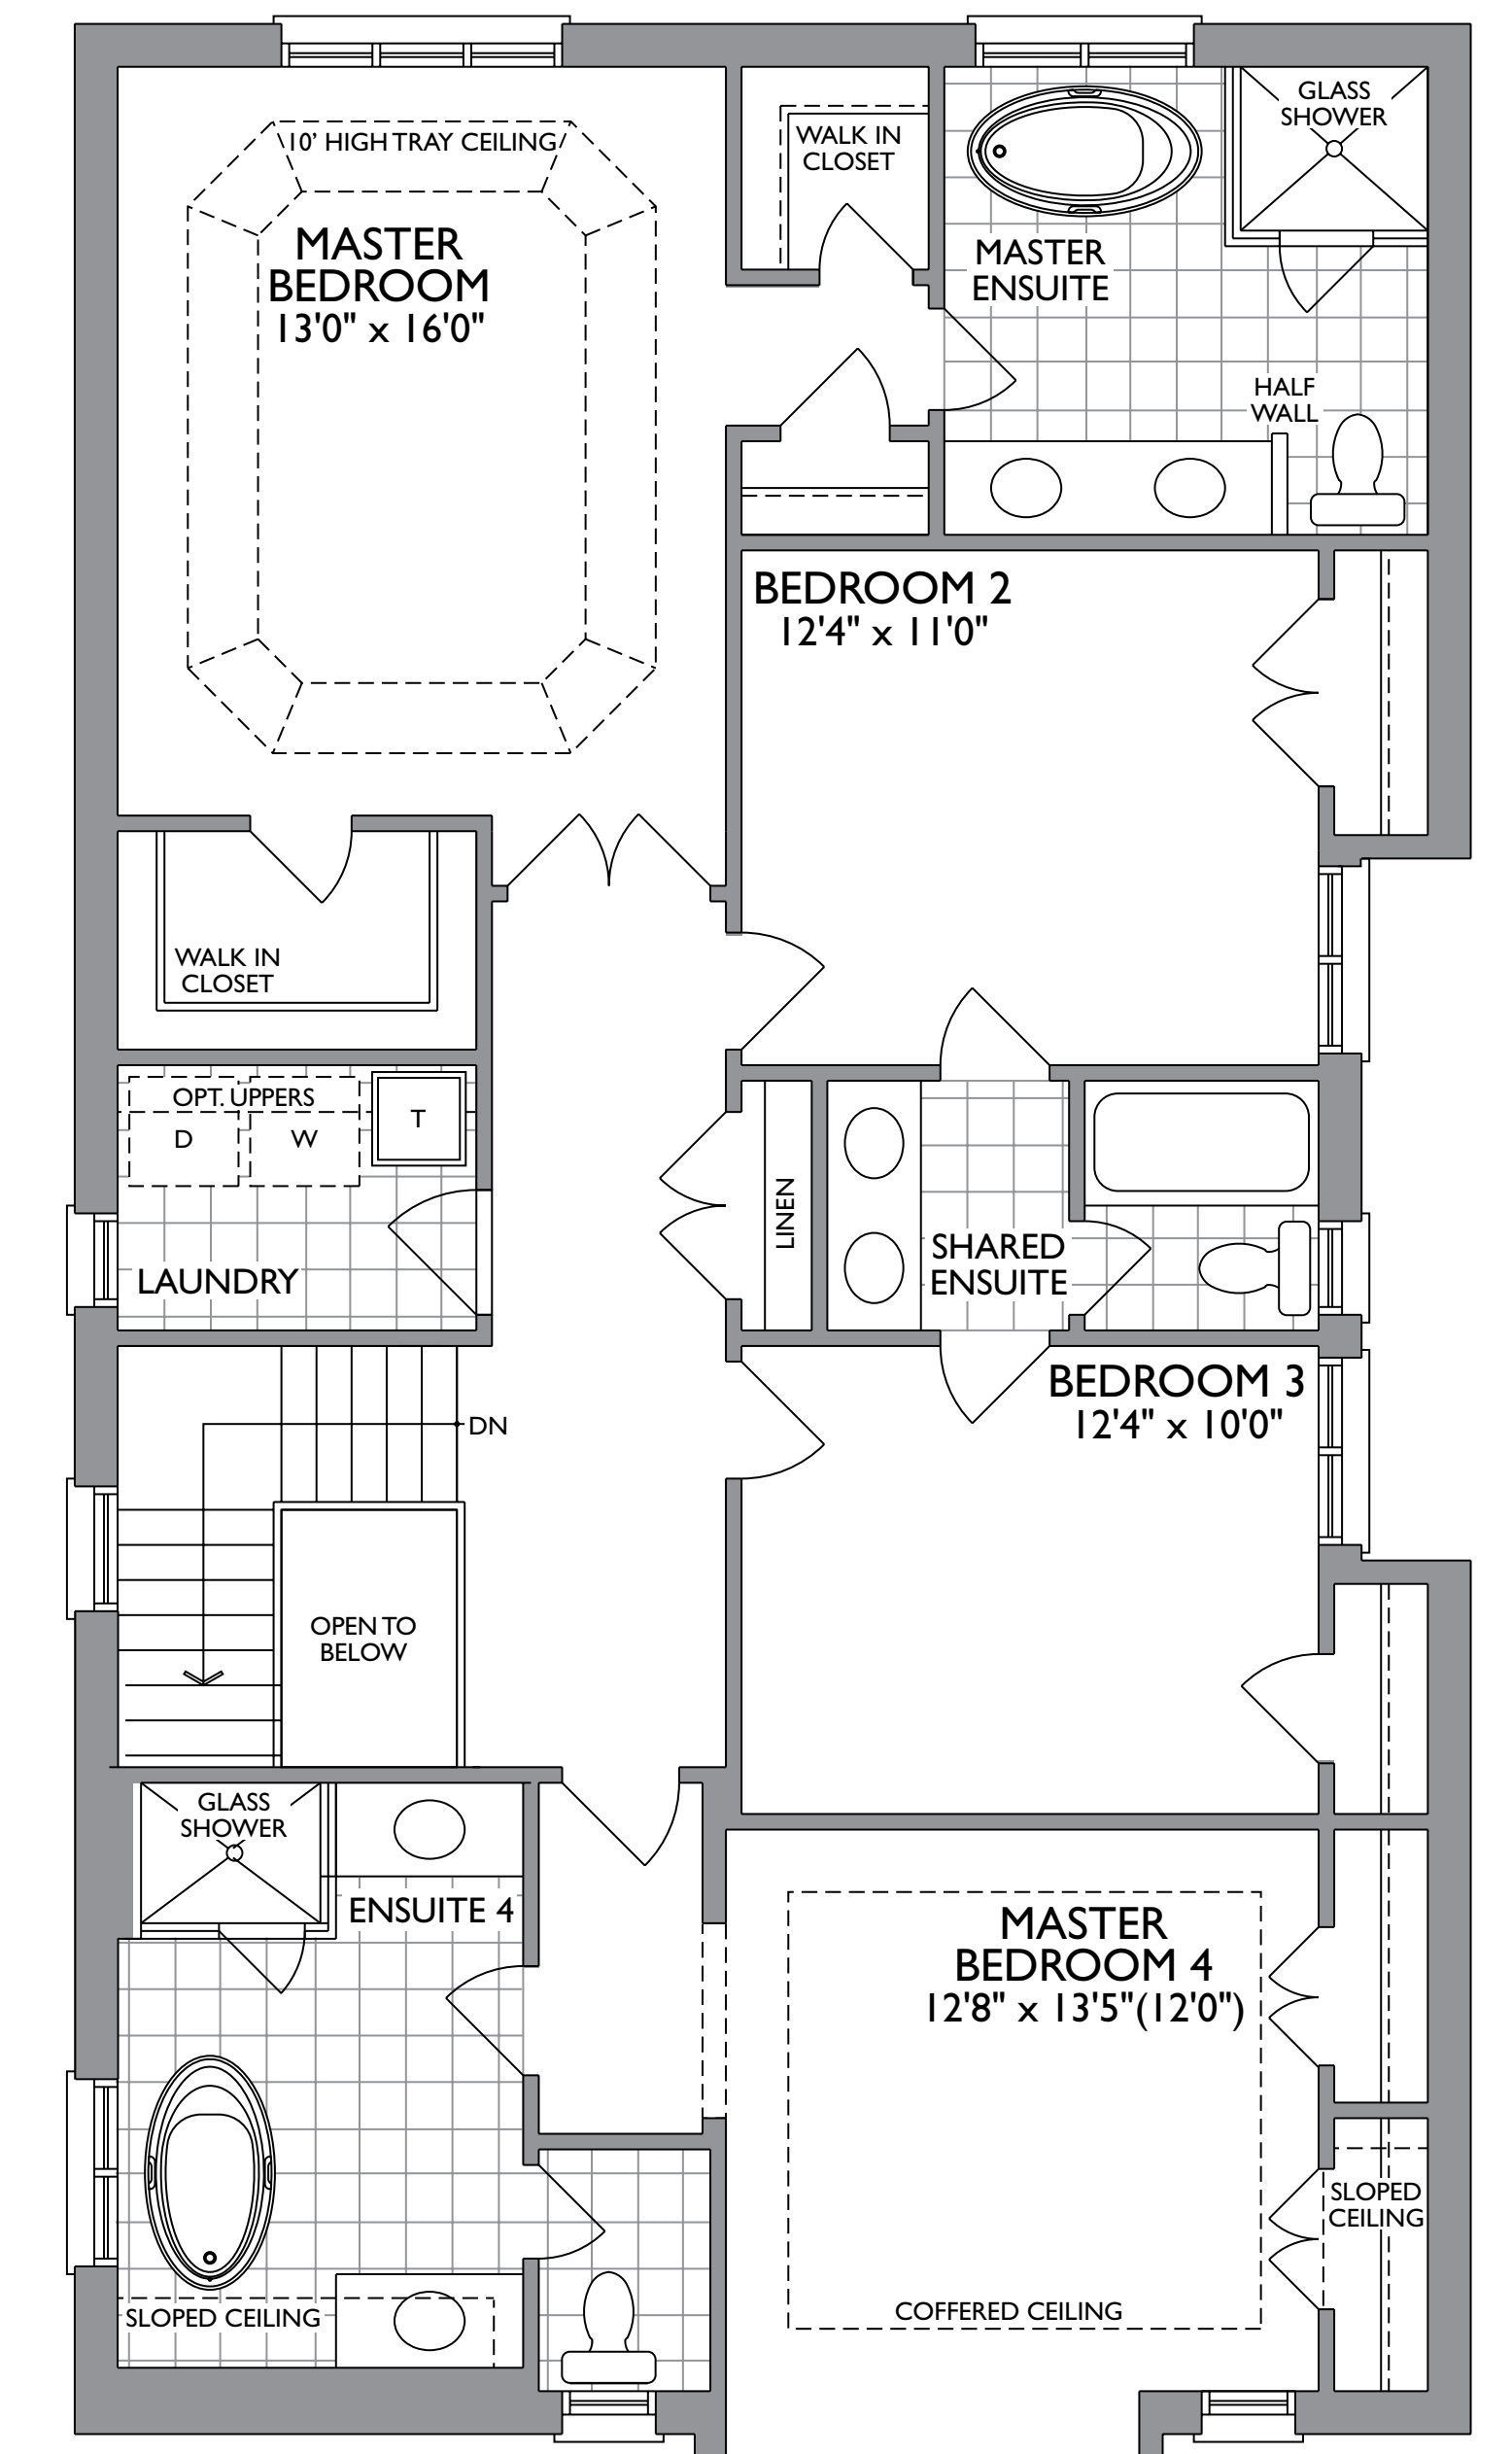 10’ HIGH TRAY CEILING
MASTER
BEDROOM
13'0" x 16'0"
WALK IN
CLOSET
GLASS
SHOWER
MASTER
ENSUITE
HALF
WALL
BEDROOM 2
12'4" x 11'0"
WALK IN
CLOSET
OPT. UPPERS
D
W
T
LAUNDRY
LINEN
SHARED
ENSUITE
BEDROOM 3
12'4" x 10'0"
DN
OPEN TO
BELOW
GLASS
SHOWER
ENSUITE 4
MASTER
BEDROOM 4
12'8" x 13'5"(12'0")
SLOPED
CEILING
SLOPED CEILING
COFFERED CEILING